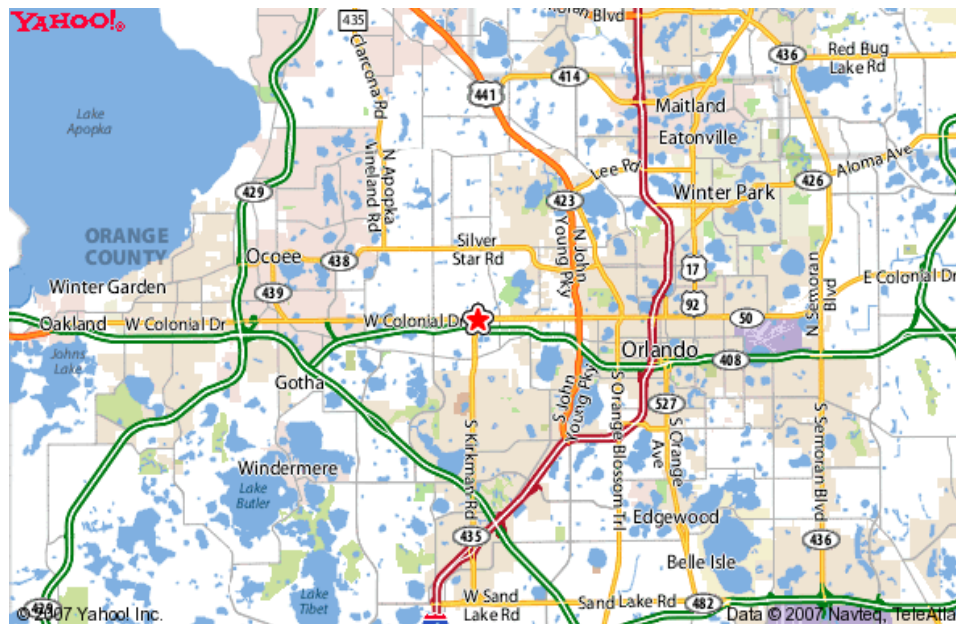 YAHOO!
435
Blvd
436
Red Bug
Lake Rd
Clarcona Rd
441
414
Lake
Apopka
Maitland
Eatonville
N Apopka
Vineland Rd
Lee Rd
Aloma Ave
429
423
Winter Park
426
ORANGE
COUNTY
Ocoee
438
Silver
Star Rd
N John
Young Pky
17
Winter Garden
439
92
E Colonial Dr
N Semoran
Blvd
Oakland
W Colonial Dr
W Colonial Dr
50
Johns
Lake
Orlando
408
Gotha
S John
Young Pky
S Orange Blossom Trl
527
S Orange
Ave
S Kirkman Rd
S Semoran Blvd
Windermere
Lake
Butler
435
Edgewood
436
Belle Isle
Lake
Tibet
W Sand
Lake Rd
Sand Lake Rd
482
429
© 2007 Yahoo! Inc.
Data © 2007 Navteq, TeleAtla